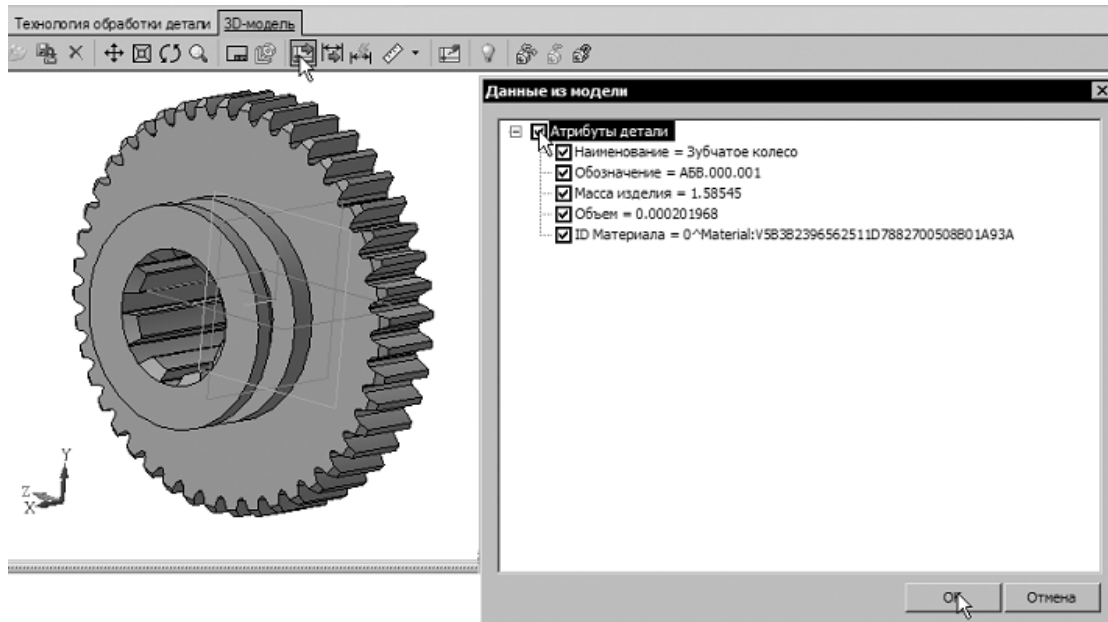 Технология обработки детали 3D-модель
Данные из модели
Атрибуты детали
Наименование = Зубчатое колесо
Обозначение = АБВ.000.001
Масса изделия = 1.58545
Объем = 0.000201968
ID Материала = 0^Material:V5B3B2396562511D7882700508B01A93A
Y
Z
X
OK Отмена